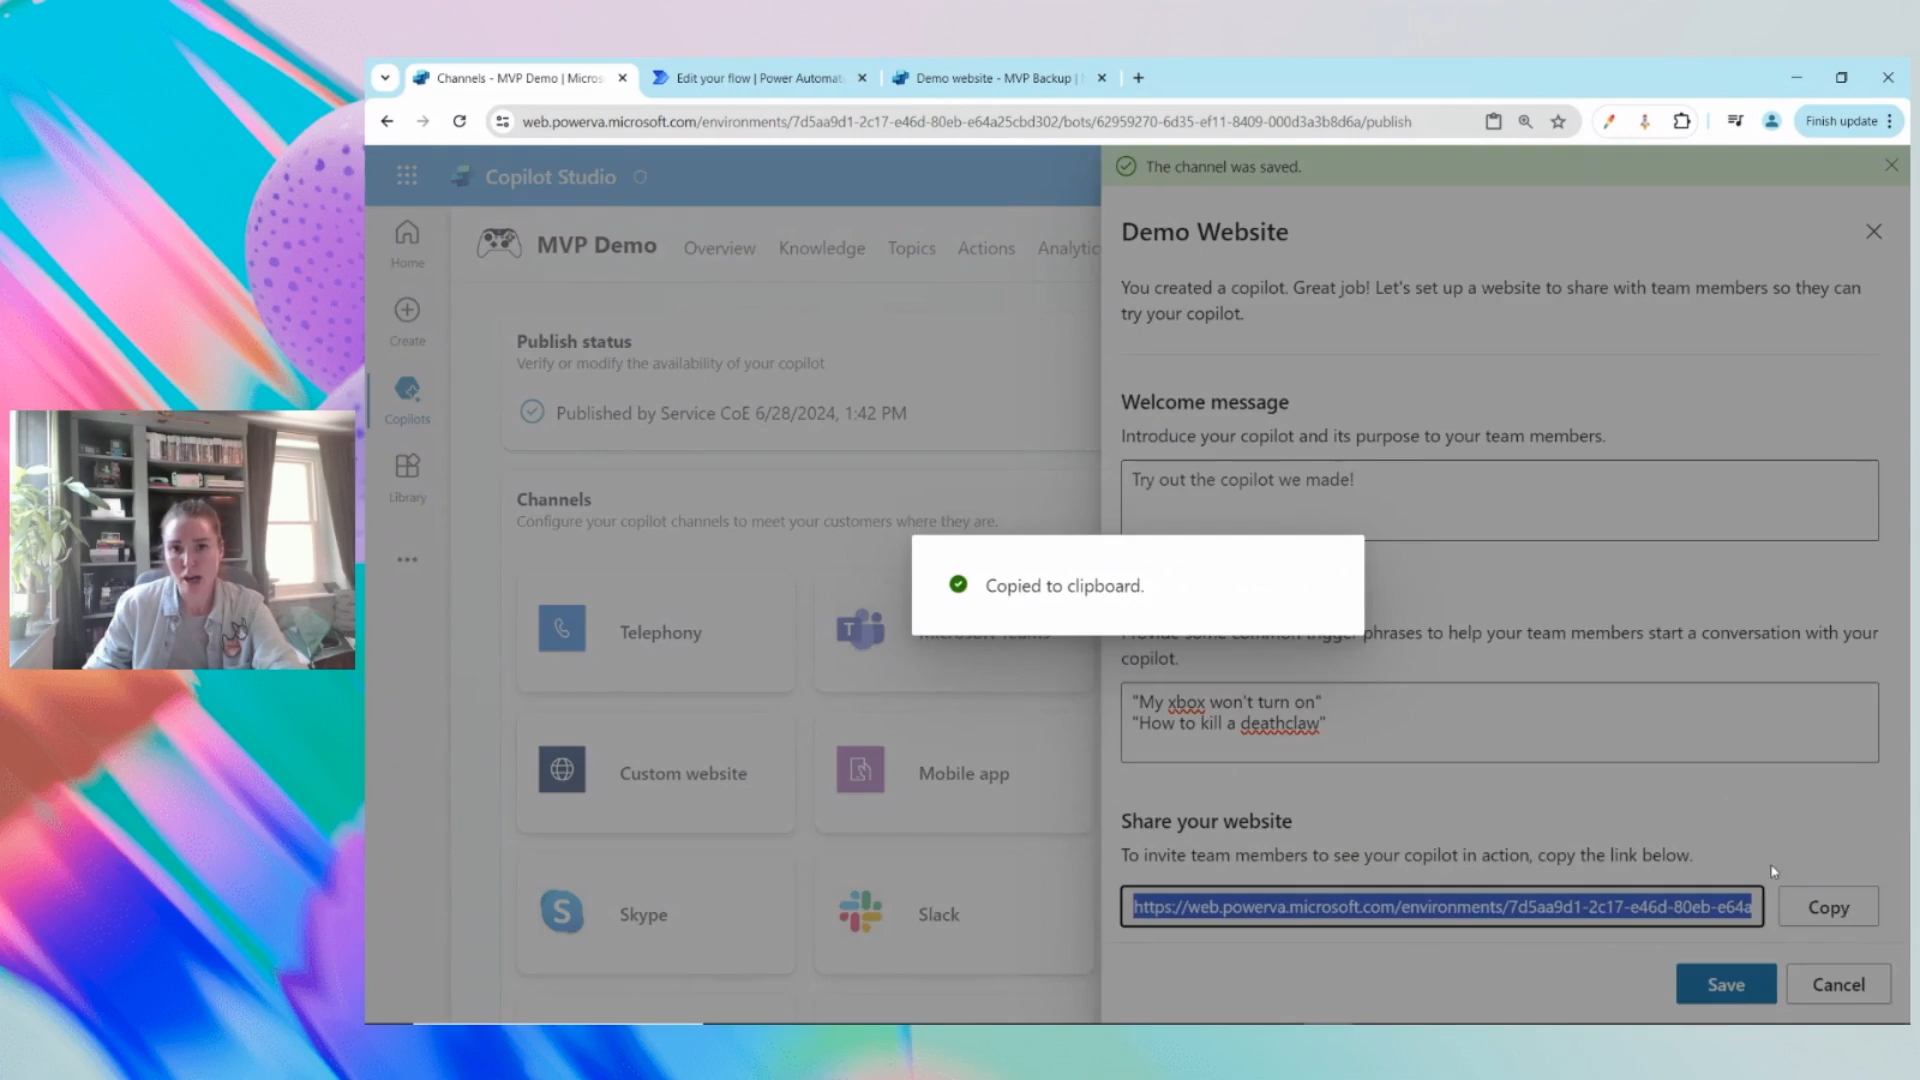 Channels - MVP Demo | Micros
Edit your flow | Power Automat
Demo website - MVP Backup |
web.powerva.microsoft.com/environments/7d5aa9d1-2c17-e46d-80eb-e64a25cbd302/bots/62959270-6d35-ef11-8409-000d3a3b8d6a/publish
Finish update
Copilot Studio
The channel was saved.
MVP Demo
Overview
Knowledge
Topics
Actions
Analytic
Home
Create
Copilots
Library
Publish status
Verify or modify the availability of your copilot
Published by Service CoE 6/28/2024, 1:42 PM
Channels
Configure your copilot channels to meet your customers where they are.
Telephony
Custom website
Mobile app
Skype
Slack
Demo Website
You created a copilot. Great job! Let's set up a website to share with team members so they can
try your copilot.
Welcome message
Introduce your copilot and its purpose to your team members.
Try out the copilot we made!
Copied to clipboard.
phrases to help your team members start a conversation with your
copilot.
"My xbox won't turn on"
"How to kill a deathclaw"
Share your website
To invite team members to see your copilot in action, copy the link below.
https://web.powerva.microsoft.com/environments/7d5aa9d1-2c17-e46d-80eb-e64a
Copy
Save
Cancel